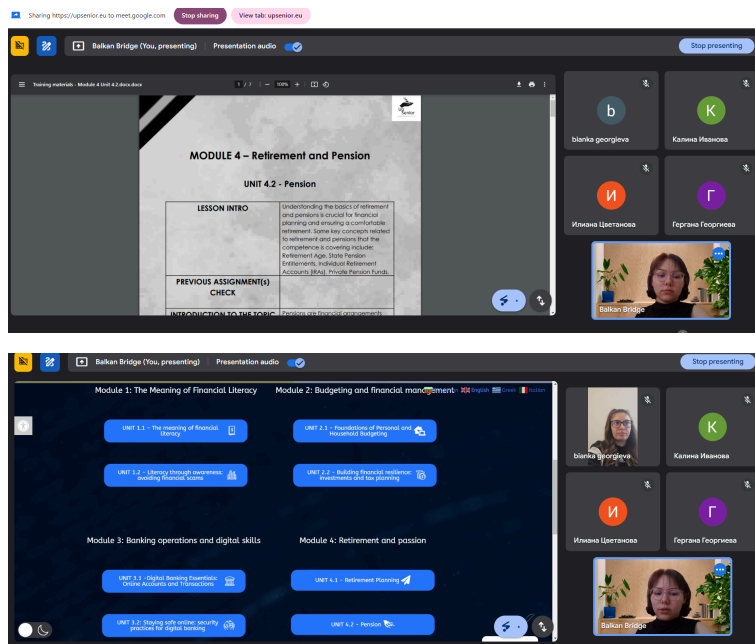 Sharing https://upsenior.eu to meet.google.com
Stop sharing
View tab: upsenior.eu
Balkan Bridge (You, presenting)
Presentation audio
Stop presenting
Training materials - Module 4 Unit 4.2.docx.docx
1 / 7
100%
Senior
MODULE 4 – Retirement and Pension
UNIT 4.2 - Pension
LESSON INTRO
Understanding the basics of retirement
and pensions is crucial for financial
planning and ensuring a comfortable
retirement. Some key concepts related
to retirement and pensions that the
competence is covering include:
Retirement Age, State Pension
Entitlements, Individual Retirement
Accounts (IRAs), Private Pension Funds.
PREVIOUS ASSIGNMENT(s)
CHECK
INTRODUCTION TO THE TOPIC
Pensions are financial arrangements
b
bianka georgieva
К
Калина Иванова
И
Илиана Цветанова
Г
Гергана Георгиева
Balkan Bridge
Balkan Bridge (You, presenting)
Presentation audio
Stop presenting
Module 1: The Meaning of Financial Literacy
Module 2: Budgeting and financial management
English
Greek
Italian
UNIT 1.1 - The meaning of financial
literacy
UNIT 2.1 - Foundations of Personal and
Household Budgeting
UNIT 1.2 - Literacy through awareness:
avoiding financial scams
UNIT 2.2 - Building financial resilience:
investments and tax planning
Module 3: Banking operations and digital skills
Module 4: Retirement and passion
UNIT 3.1 -Digital Banking Essentials:
Online Accounts and Transactions
UNIT 4.1 - Retirement Planning
UNIT 3.2: Staying safe online: security
practices for digital banking
UNIT 4.2 - Pension
bianka georgieva
К
Калина Иванова
И
Илиана Цветанова
Г
Гергана Георгиева
Balkan Bridge